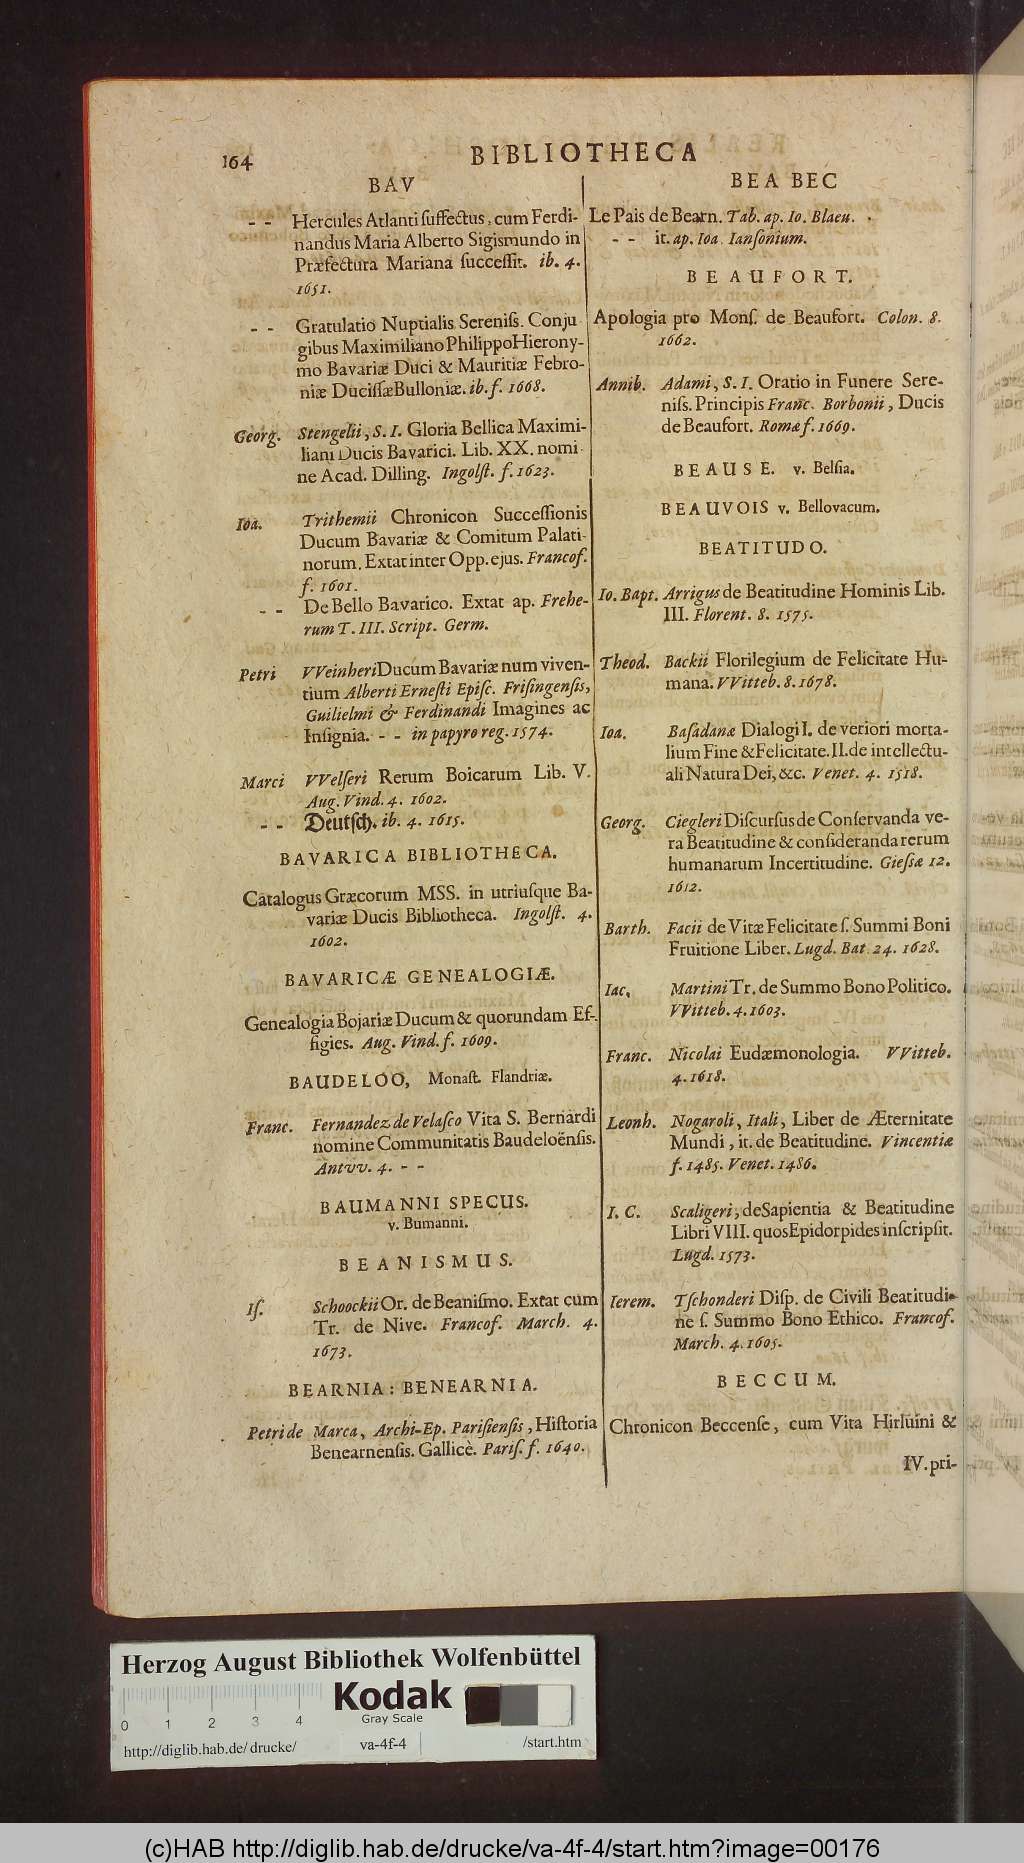 164
BIBLIOTHECA
BAV
- - Hercules Atlanti suffectus, cum Ferdi-
nandus Maria Alberto Sigismundo in
Præfectura Mariana successit. ib. 4.
1651.
- - Gratulatio Nuptialis Sereniss. Conju
gibus Maximiliano Philippo Hierony-
mo Bavariæ Duci & Mauritiæ Febro-
niæ Ducissæ Bulloniæ. ib. f. 1668.
Georg. Stengelii, S. I. Gloria Bellica Maximi-
liani Ducis Bavarici. Lib. XX. nomi-
ne Acad. Dilling. Ingolst. f. 1623.
Ioa. Trithemii Chronicon Successionis
Ducum Bavariæ & Comitum Palati-
norum. Extat inter Opp. ejus. Francof.
f. 1601.
- - De Bello Bavarico. Extat ap. Frehe-
rum T. III. Script. Germ.
Petri VVeinheri Ducum Bavariæ num viven-
tium Alberti Ernesti Episc. Frisingensis,
Guilielmi & Ferdinandi Imagines ac
Insignia. - - in papyro reg. 1574.
Marci VVelseri Rerum Boicarum Lib. V.
Aug. Vind. 4. 1602.
- - Deutsch. ib. 4. 1615.
BAVARICA BIBLIOTHECA.
Catalogus Græcorum MSS. in utriusque Ba-
variæ Ducis Bibliotheca. Ingolst. 4.
1602.
BAVARICÆ GENEALOGIÆ.
Genealogia Bojariæ Ducum & quorundam Ef-
figies. Aug. Vind. f. 1609.
BAUDELOO, Monast. Flandriæ.
Franc. Fernandez de Velasco Vita S. Bernardi
nomine Communitatis Baudeloënsis.
Antvv. 4. - -
BAUMANNI SPECUS.
v. Bumanni.
BEANISMUS.
Is. Schoockii Or. de Beanismo. Extat cum
Tr. de Nive. Francof. March. 4.
1673.
BEARNIA: BENEARNIA.
Petri de Marca, Archi-Ep. Parisiensis, Historia
Benearnensis. Gallicè. Paris. f. 1640.
BEA BEC
Le Pais de Bearn. Tab. ap. Io. Blaeu.
- - it. ap. Ioa. Iansonium.
BEAUFORT.
Apologia pro Mons. de Beaufort. Colon. 8.
1662.
Annib. Adami, S. I. Oratio in Funere Sere-
niss. Principis Franc. Borbonii, Ducis
de Beaufort. Romæ f. 1669.
BEAUSE. v. Belsia.
BEAUVOIS v. Bellovacum.
BEATITUDO.
Io. Bapt. Arrigus de Beatitudine Hominis Lib.
III. Florent. 8. 1575.
Theod. Backii Florilegium de Felicitate Hu-
mana. VVitteb. 8. 1678.
Ioa. Basadanæ Dialogi I. de veriori morta-
lium Fine & Felicitate. II. de intellectu-
ali Natura Dei, &c. Venet. 4. 1518.
Georg. Ciegleri Discursus de Conservanda ve-
ra Beatitudine & consideranda rerum
humanarum Incertitudine. Giessæ 12.
1612.
Barth. Facii de Vitæ Felicitate s. Summi Boni
Fruitione Liber. Lugd. Bat. 24. 1628.
Iac. Martini Tr. de Summo Bono Politico.
VVitteb. 4. 1603.
Franc. Nicolai Eudæmonologia. VVitteb.
4. 1618.
Leonh. Nogaroli, Itali, Liber de Æternitate
Mundi, it. de Beatitudine. Vincentiæ
f. 1485. Venet. 1486.
I. C. Scaligeri, de Sapientia & Beatitudine
Libri VIII. quos Epidorpides inscripsit.
Lugd. 1573.
Ierem. Tschonderi Disp. de Civili Beatitudi-
ne s. Summo Bono Ethico. Francof.
March. 4. 1605.
BECCUM.
Chronicon Beccense, cum Vita Hirluini &
IV. pri-
Herzog August Bibliothek Wolfenbüttel
Kodak
Gray Scale
0 1 2 3 4
http://diglib.hab.de/drucke/ va-4f-4 /start.htm
(c)HAB http://diglib.hab.de/drucke/va-4f-4/start.htm?image=00176